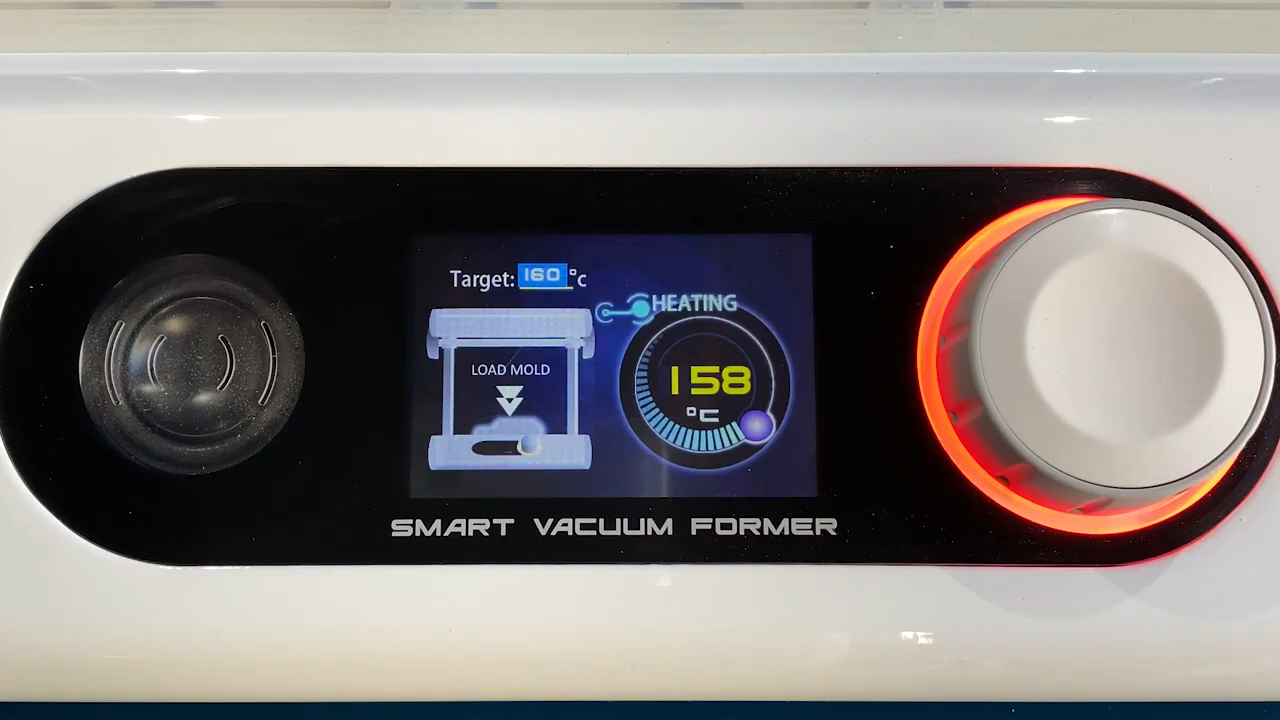 Target: 160 °c
HEATING
LOAD MOLD
158
°C
SMART VACUUM FORMER